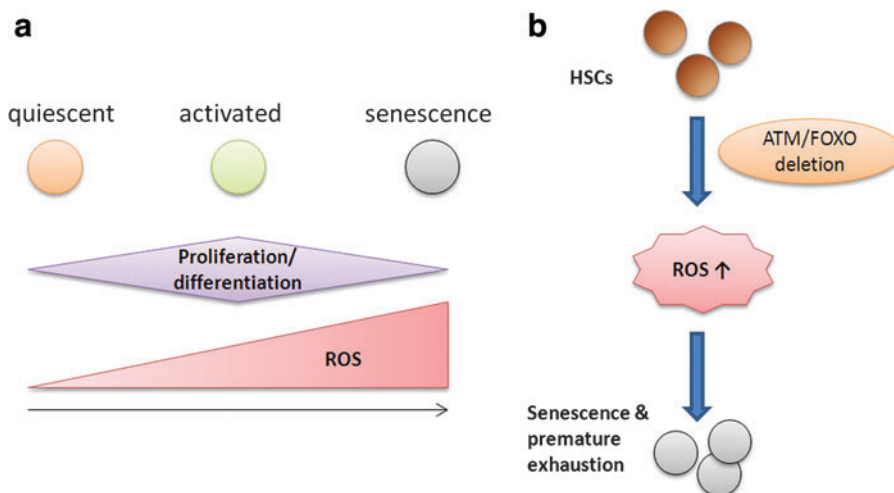 a
quiescent activated senescence
Proliferation/
differentiation
ROS
b
HSCs
ATM/FOXO
deletion
ROS ↑
Senescence &
premature
exhaustion